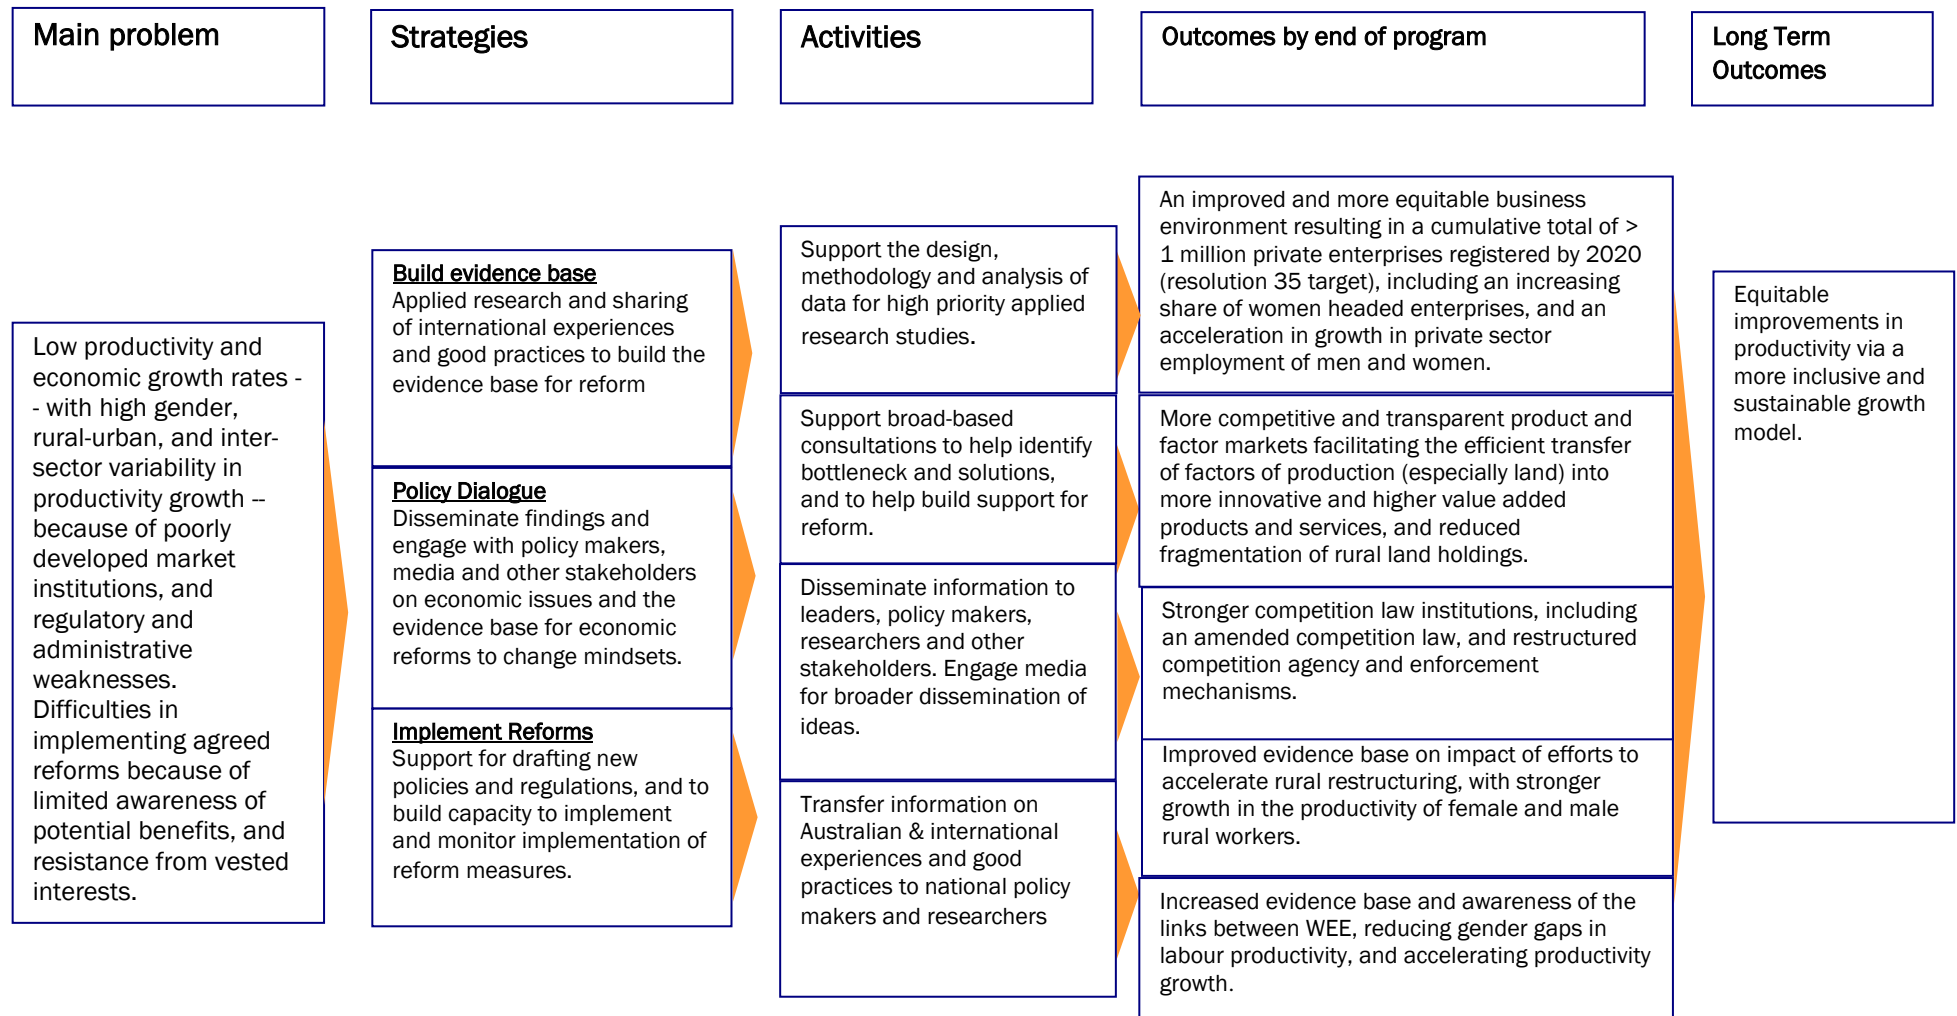 Main problem
Strategies
Activities
Outcomes by end of program
Long Term
Outcomes
Low productivity and
economic growth rates -
- with high gender,
rural-urban, and inter-
sector variability in
productivity growth --
because of poorly
developed market
institutions, and
regulatory and
administrative
weaknesses.
Difficulties in
implementing agreed
reforms because of
limited awareness of
potential benefits, and
resistance from vested
interests.
Build evidence base
Applied research and sharing
of international experiences
and good practices to build the
evidence base for reform
Policy Dialogue
Disseminate findings and
engage with policy makers,
media and other stakeholders
on economic issues and the
evidence base for economic
reforms to change mindsets.
Implement Reforms
Support for drafting new
policies and regulations, and to
build capacity to implement
and monitor implementation of
reform measures.
Support the design,
methodology and analysis of
data for high priority applied
research studies.
Support broad-based
consultations to help identify
bottleneck and solutions,
and to help build support for
reform.
Disseminate information to
leaders, policy makers,
researchers and other
stakeholders. Engage media
for broader dissemination of
ideas.
Transfer information on
Australian & international
experiences and good
practices to national policy
makers and researchers
An improved and more equitable business
environment resulting in a cumulative total of >
1 million private enterprises registered by 2020
(resolution 35 target), including an increasing
share of women headed enterprises, and an
acceleration in growth in private sector
employment of men and women.
More competitive and transparent product and
factor markets facilitating the efficient transfer
of factors of production (especially land) into
more innovative and higher value added
products and services, and reduced
fragmentation of rural land holdings.
Stronger competition law institutions, including
an amended competition law, and restructured
competition agency and enforcement
mechanisms.
Improved evidence base on impact of efforts to
accelerate rural restructuring, with stronger
growth in the productivity of female and male
rural workers.
Increased evidence base and awareness of the
links between WEE, reducing gender gaps in
labour productivity, and accelerating productivity
growth.
Equitable
improvements in
productivity via a
more inclusive and
sustainable growth
model.